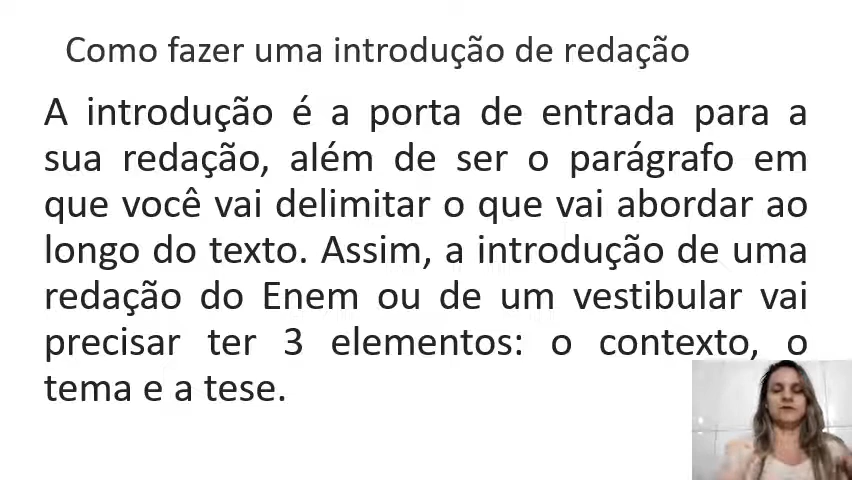 Como fazer uma introdução de redação
A introdução é a porta de entrada para a
sua redação, além de ser o parágrafo em
que você vai delimitar o que vai abordar ao
longo do texto. Assim, a introdução de uma
redação do Enem ou de um vestibular vai
precisar ter 3 elementos: o contexto, o
tema e a tese.